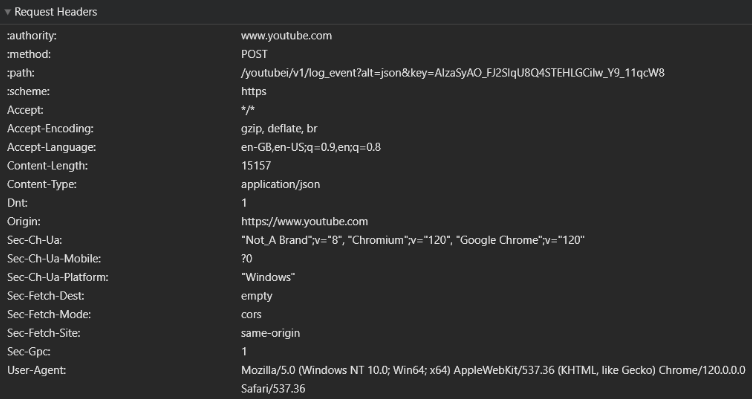 Request Headers
:authority: www.youtube.com
:method: POST
:path: /youtubei/v1/log_event?alt=json&key=AIzaSyAO_FJ2SlqU8Q4STEHLGCilw_Y9_11qcW8
:scheme: https
Accept: */*
Accept-Encoding: gzip, deflate, br
Accept-Language: en-GB,en-US;q=0.9,en;q=0.8
Content-Length: 15157
Content-Type: application/json
Dnt: 1
Origin: https://www.youtube.com
Sec-Ch-Ua: "Not_A Brand";v="8", "Chromium";v="120", "Google Chrome";v="120"
Sec-Ch-Ua-Mobile: ?0
Sec-Ch-Ua-Platform: "Windows"
Sec-Fetch-Dest: empty
Sec-Fetch-Mode: cors
Sec-Fetch-Site: same-origin
Sec-Gpc: 1
User-Agent: Mozilla/5.0 (Windows NT 10.0; Win64; x64) AppleWebKit/537.36 (KHTML, like Gecko) Chrome/120.0.0.0
Safari/537.36